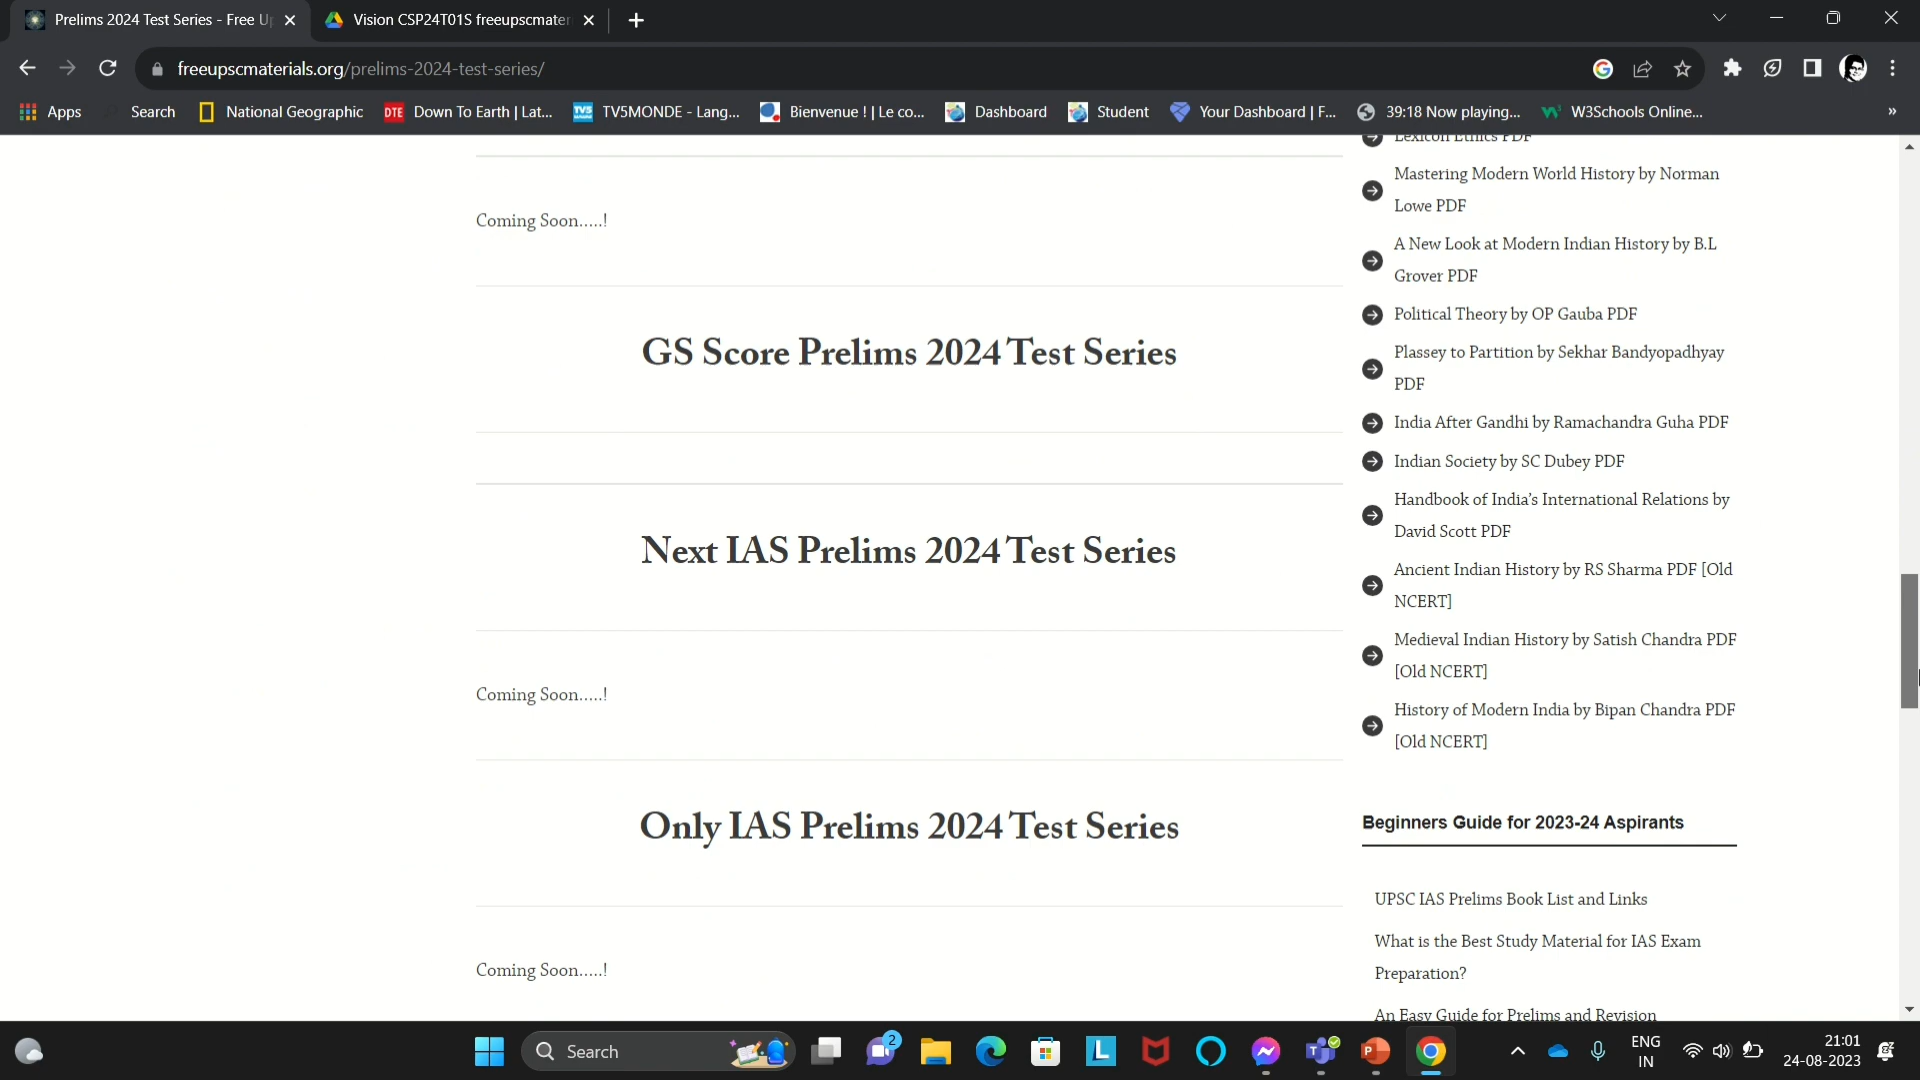 Prelims 2024 Test Series - Free U
Vision CSP24T01S freeupscmater
freeupscmaterials.org/prelims-2024-test-series/
Apps
Search
National Geographic
DTE
Down To Earth | Lat...
TV5
TV5MONDE - Lang...
Bienvenue ! | Le co...
Dashboard
Student
Your Dashboard | F...
39:18 Now playing...
W3Schools Online...
»
Coming Soon.....!
GS Score Prelims 2024 Test Series
Next IAS Prelims 2024 Test Series
Coming Soon.....!
Only IAS Prelims 2024 Test Series
Coming Soon.....!
Lexicon Ethics PDF
Mastering Modern World History by Norman
Lowe PDF
A New Look at Modern Indian History by B.L
Grover PDF
Political Theory by OP Gauba PDF
Plassey to Partition by Sekhar Bandyopadhyay
PDF
India After Gandhi by Ramachandra Guha PDF
Indian Society by SC Dubey PDF
Handbook of India's International Relations by
David Scott PDF
Ancient Indian History by RS Sharma PDF [Old
NCERT]
Medieval Indian History by Satish Chandra PDF
[Old NCERT]
History of Modern India by Bipan Chandra PDF
[Old NCERT]
Beginners Guide for 2023-24 Aspirants
UPSC IAS Prelims Book List and Links
What is the Best Study Material for IAS Exam
Preparation?
An Easy Guide for Prelims and Revision
Search
2
L
ENG
IN
21:01
24-08-2023